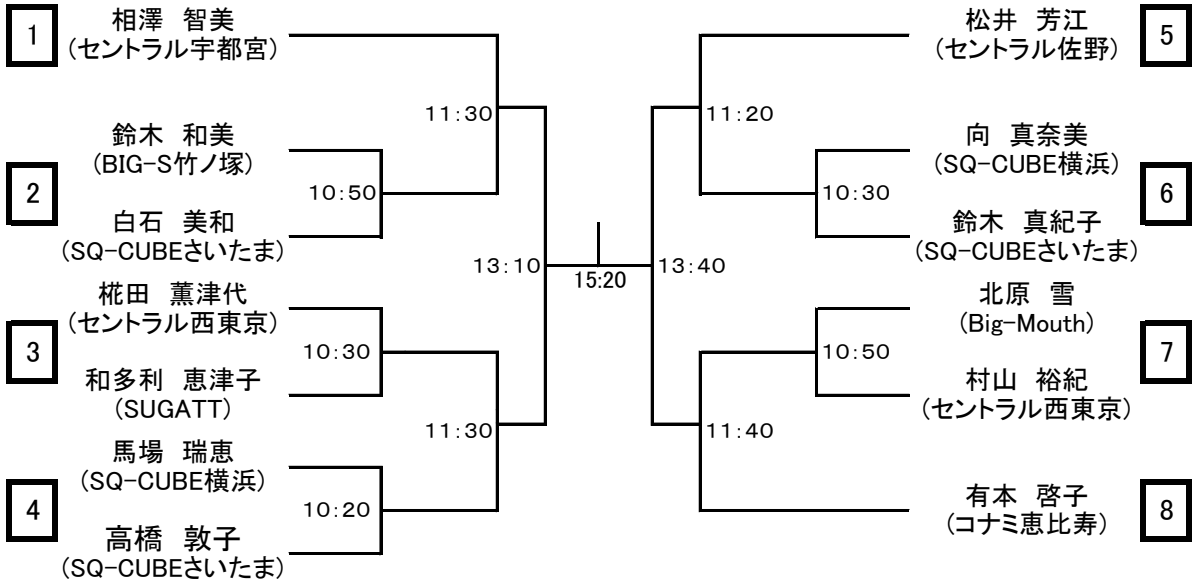 1
相澤 智美
(セントラル宇都宮)
11:30
2
鈴木 和美
(BIG-S竹ノ塚)
10:50
白石 美和
(SQ-CUBEさいたま)
13:10
3
椛田 薫津代
(セントラル西東京)
10:30
和多利 恵津子
(SUGATT)
11:30
4
馬場 瑞恵
(SQ-CUBE横浜)
10:20
高橋 敦子
(SQ-CUBEさいたま)
15:20
松井 芳江
(セントラル佐野)
5
11:20
向 真奈美
(SQ-CUBE横浜)
6
10:30
鈴木 真紀子
(SQ-CUBEさいたま)
13:40
北原 雪
(Big-Mouth)
7
10:50
村山 裕紀
(セントラル西東京)
11:40
有本 啓子
(コナミ恵比寿)
8